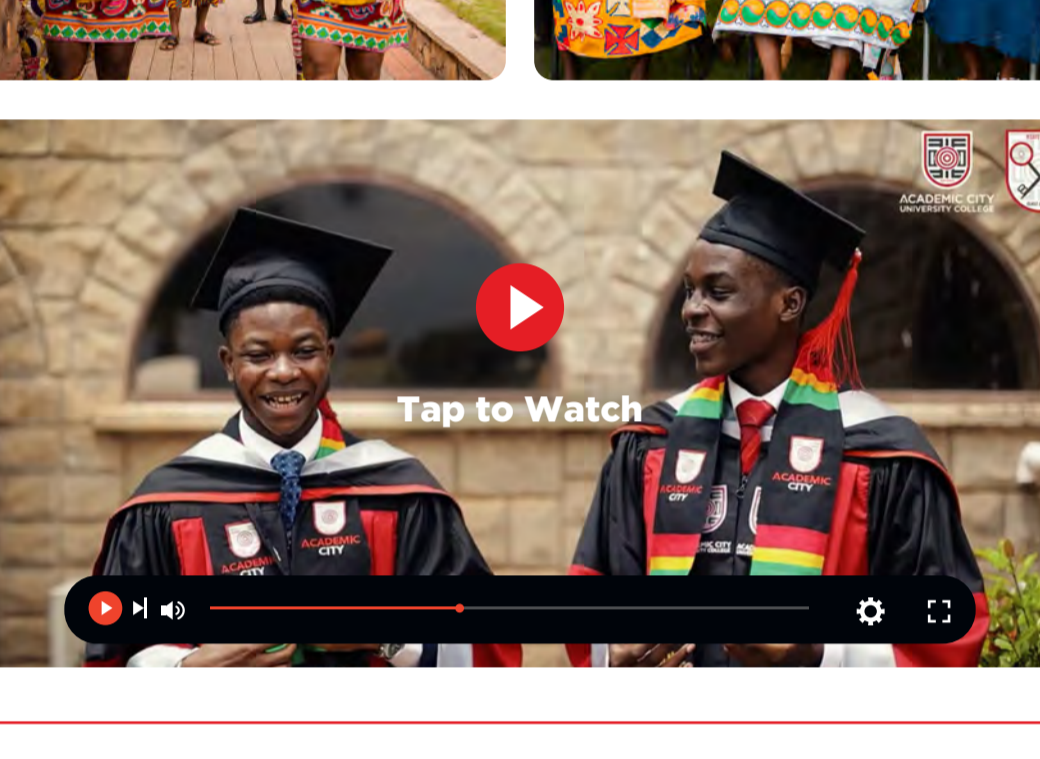 ACADEMIC CITY
UNIVERSITY COLLEGE
Tap to Watch
ACADEMIC
CITY
ACADEMIC
CITY
ACADEMIC
CITY
ACADEMIC
CITY